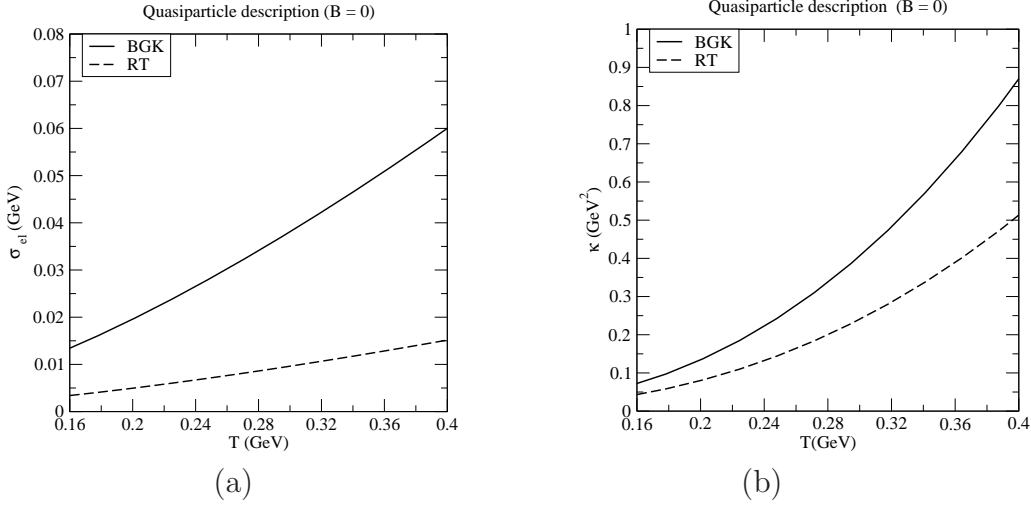 Quasiparticle description (B = 0)
0.08
0.07
0.06
0.05
0.04
0.03
0.02
0.01
0
σ el (GeV)
BGK
RT
0.16 0.2 0.24 0.28 0.32 0.36 0.4
T (GeV)
(a)
Quasiparticle description (B = 0)
1
0.9
0.8
0.7
0.6
0.5
0.4
0.3
0.2
0.1
0
κ (GeV²)
BGK
RT
0.16 0.2 0.24 0.28 0.32 0.36 0.4
T(GeV)
(b)